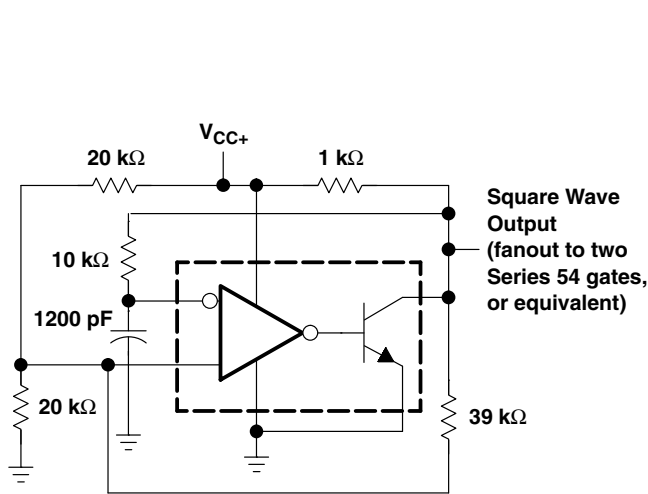 V_CC+
20 kΩ
1 kΩ
Square Wave
Output
(fanout to two
Series 54 gates,
or equivalent)
10 kΩ
1200 pF
20 kΩ
39 kΩ